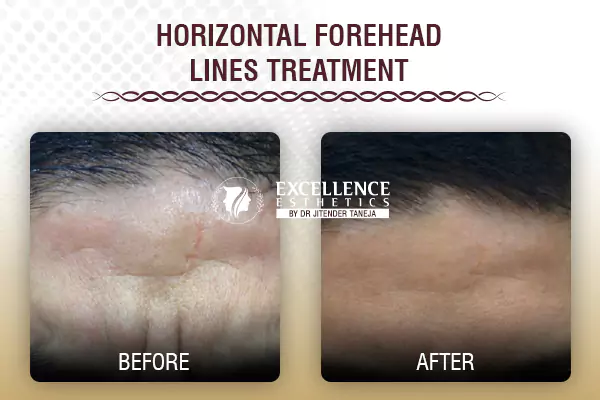 HORIZONTAL FOREHEAD
LINES TREATMENT
EXCELLENCE
ESTHETICS
BY DR JITENDER TANEJA
BEFORE
AFTER